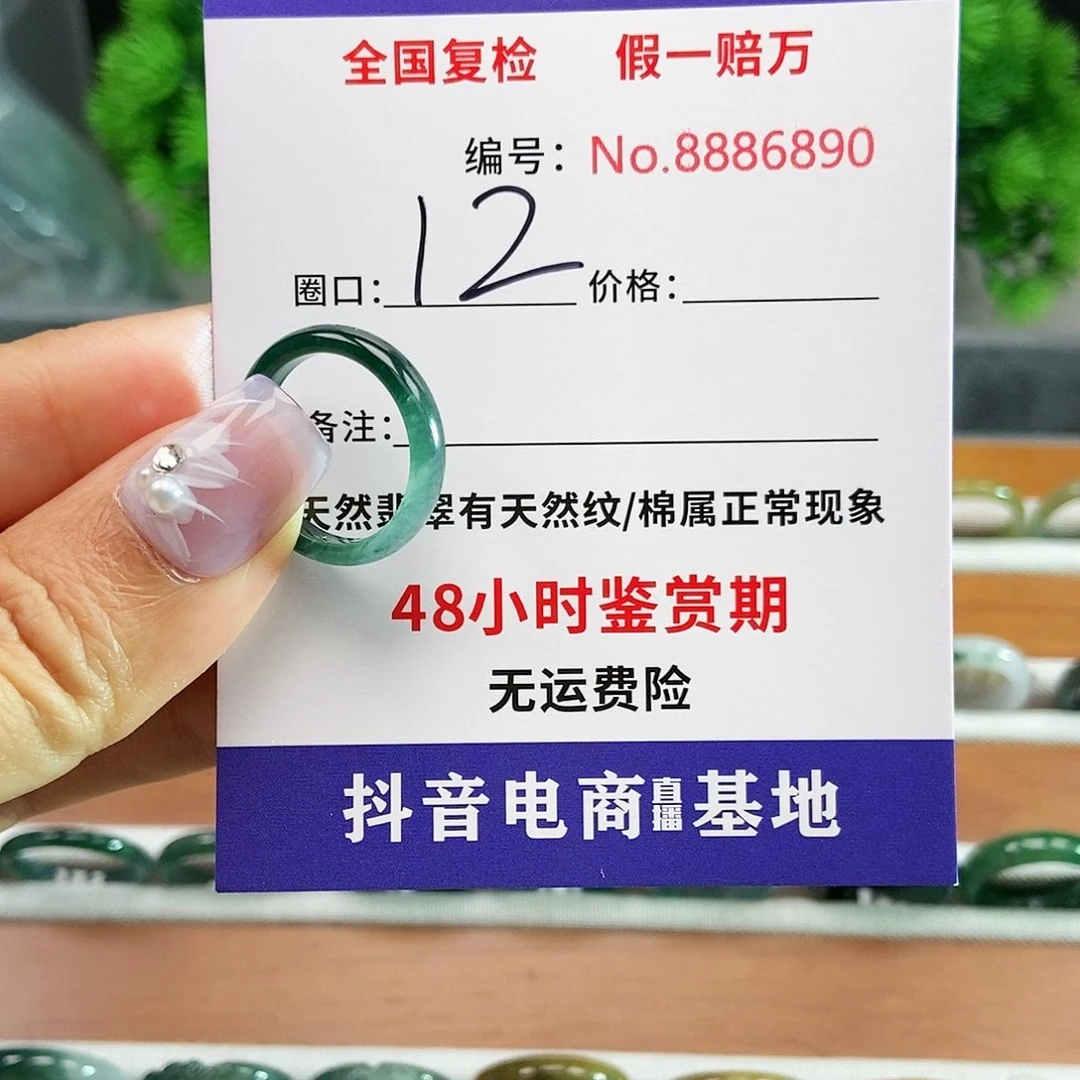 全国复检 假一赔万
编号：No.8886890
圈口：12 价格：
备注：
天然翡翠有天然纹/棉属正常现象
48小时鉴赏期
无运费险
抖音电商直播基地